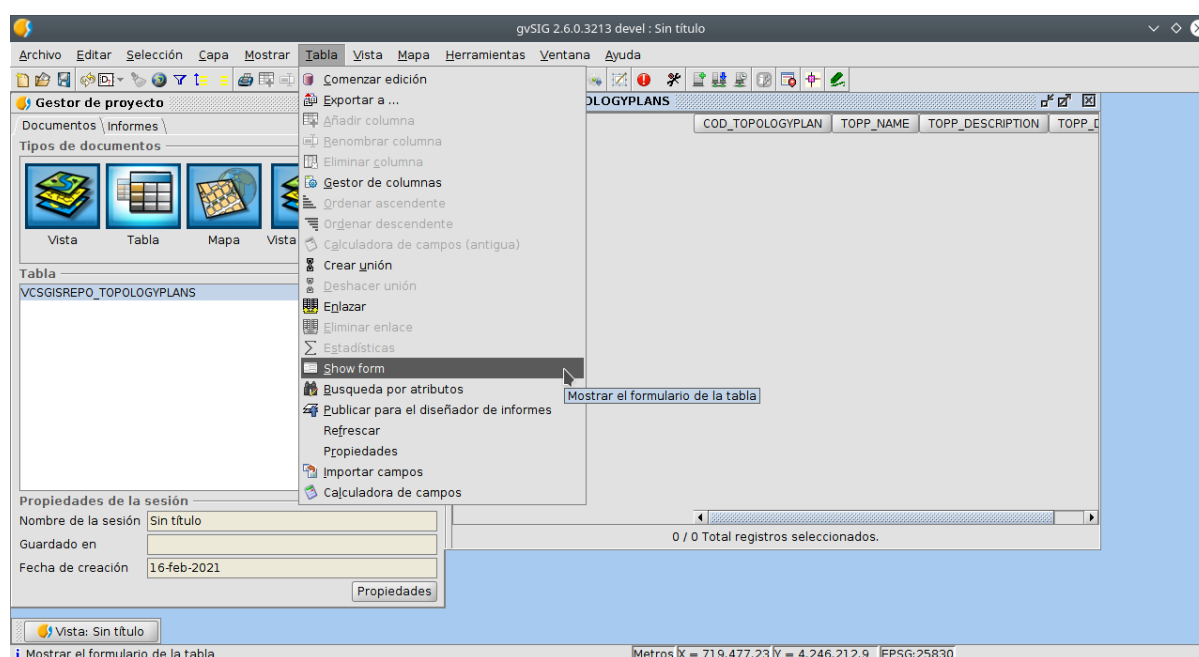 gvSIG 2.6.0.3213 devel : Sin título
Archivo Editar Selección Capa Mostrar Tabla Vista Mapa Herramientas Ventana Ayuda
Gestor de proyecto
Documentos Informes
Tipos de documentos
Vista Tabla Mapa Vista
Tabla
VCSGISREPO_TOPOLOGYPLANS
Propiedades de la sesión
Nombre de la sesión Sin título
Guardado en
Fecha de creación 16-feb-2021
Propiedades
Comenzar edición
Exportar a ...
Añadir columna
Renombrar columna
Eliminar columna
Gestor de columnas
Ordenar ascendente
Ordenar descendente
Calculadora de campos (antigua)
Crear unión
Deshacer unión
Enlazar
Eliminar enlace
Estadísticas
Show form
Busqueda por atributos
Publicar para el diseñador de informes
Refrescar
Propiedades
Importar campos
Calculadora de campos
Mostrar el formulario de la tabla
OLOGYPLANS
COD_TOPOLOGYPLAN TOPP_NAME TOPP_DESCRIPTION TOPP_D
0 / 0 Total registros seleccionados.
Vista: Sin título
Mostrar el formulario de la tabla
Metros X = 719.477,23 Y = 4.246.212,9 EPSG:25830